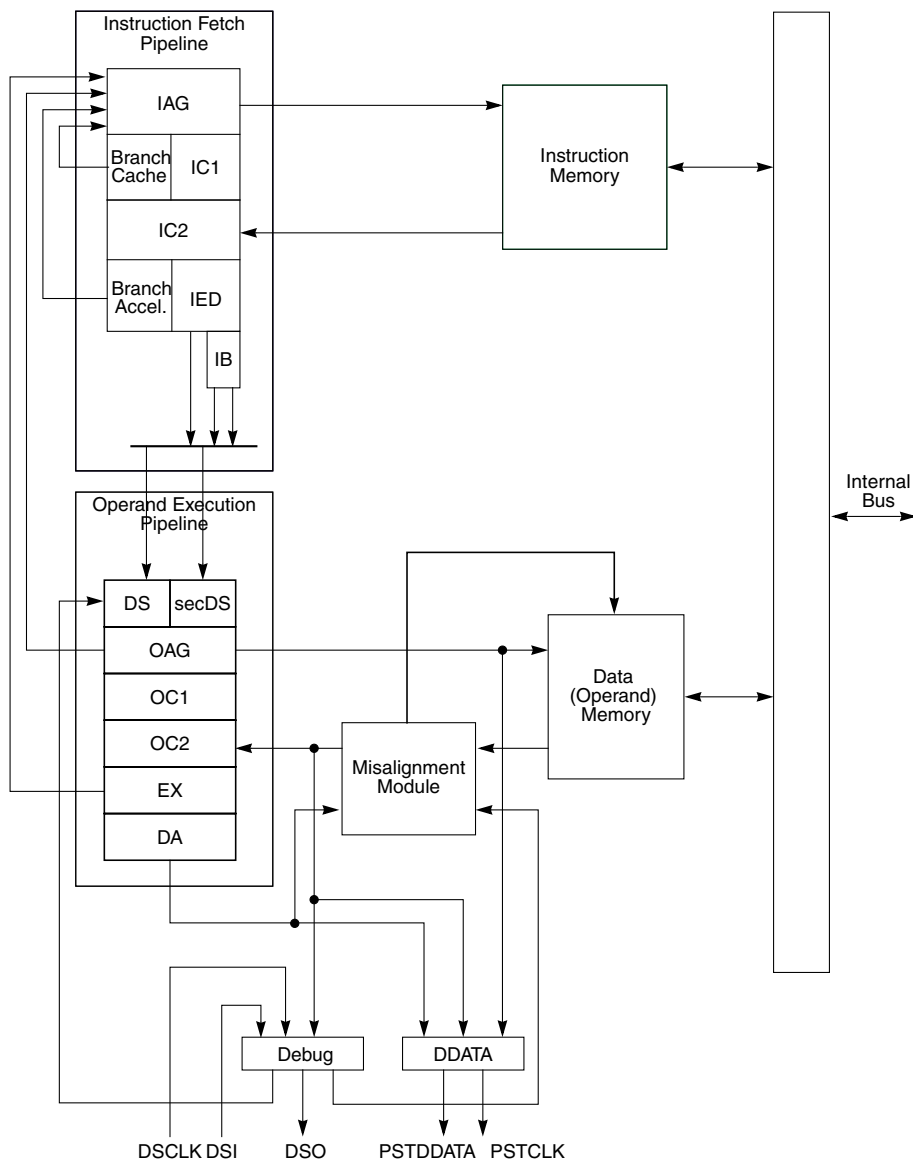 Instruction Fetch
Pipeline
IAG
Branch
Cache
IC1
Instruction
Memory
IC2
Branch
Accel.
IED
IB
Internal
Bus
Operand Execution
Pipeline
DS
secDS
OAG
Data
(Operand)
Memory
OC1
OC2
Misalignment
Module
EX
DA
Debug
DDATA
DSCLK
DSI
DSO
PSTDDATA
PSTCLK